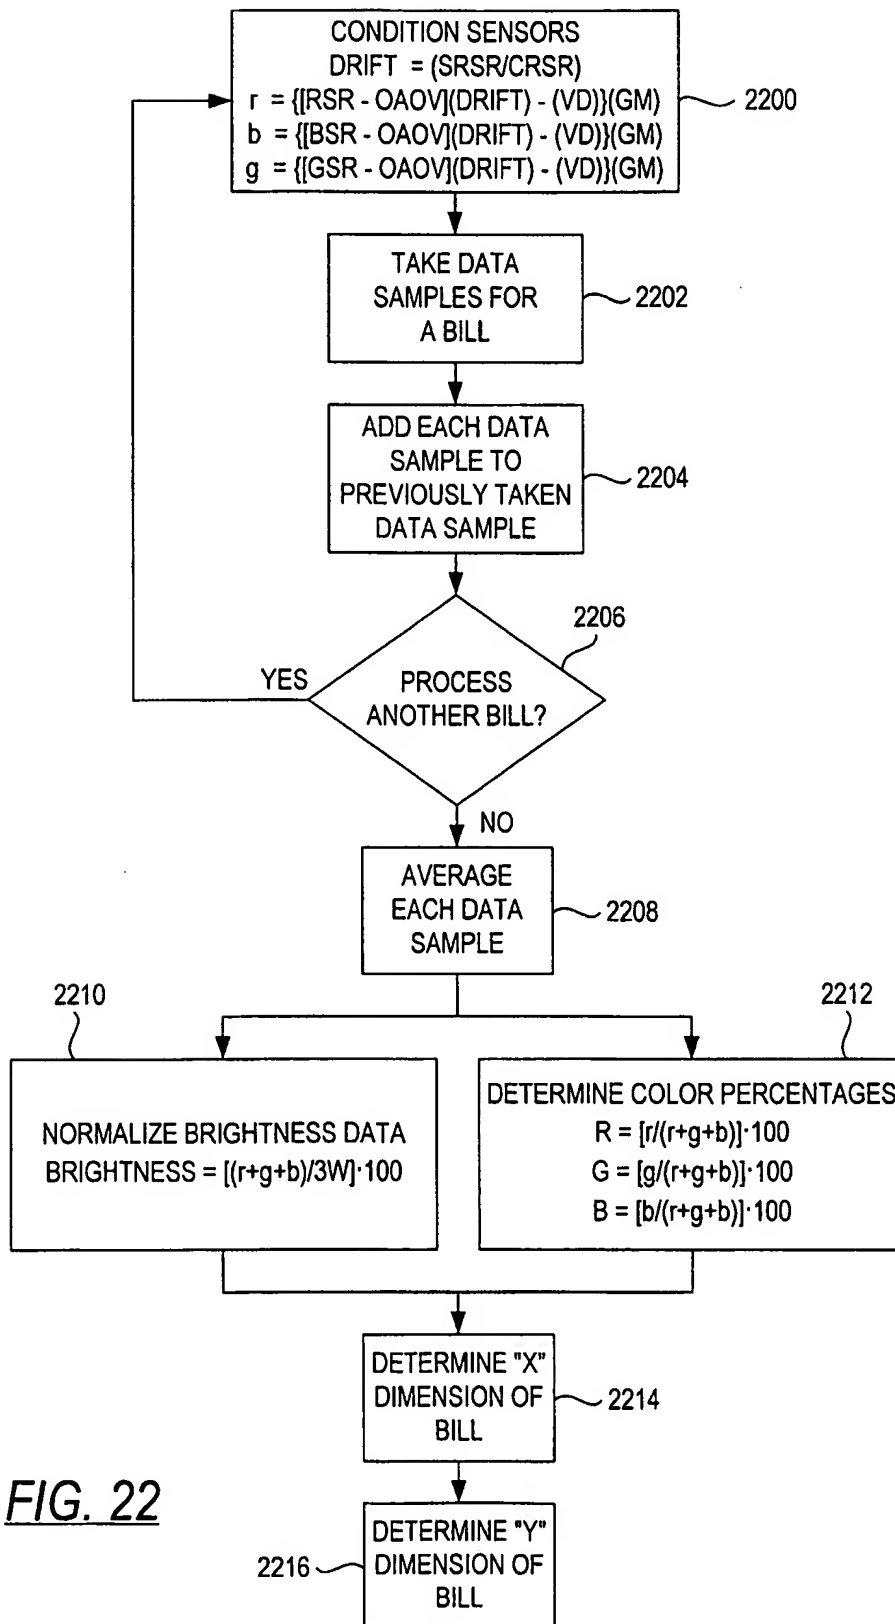 CONDITION SENSORS
DRIFT = (SRSR/CRSR)
r = {[RSR - OAOV](DRIFT) - (VD)}(GM)
b = {[BSR - OAOV](DRIFT) - (VD)}(GM)
g = {[GSR - OAOV](DRIFT) - (VD)}(GM)
2200
TAKE DATA
SAMPLES FOR
A BILL
2202
ADD EACH DATA
SAMPLE TO
PREVIOUSLY TAKEN
DATA SAMPLE
2204
2206
YES
PROCESS
ANOTHER BILL?
NO
AVERAGE
EACH DATA
SAMPLE
2208
2210
NORMALIZE BRIGHTNESS DATA
BRIGHTNESS = [(r+g+b)/3W]·100
2212
DETERMINE COLOR PERCENTAGES
R = [r/(r+g+b)]·100
G = [g/(r+g+b)]·100
B = [b/(r+g+b)]·100
DETERMINE "X"
DIMENSION OF
BILL
2214
FIG. 22
DETERMINE "Y"
DIMENSION OF
BILL
2216